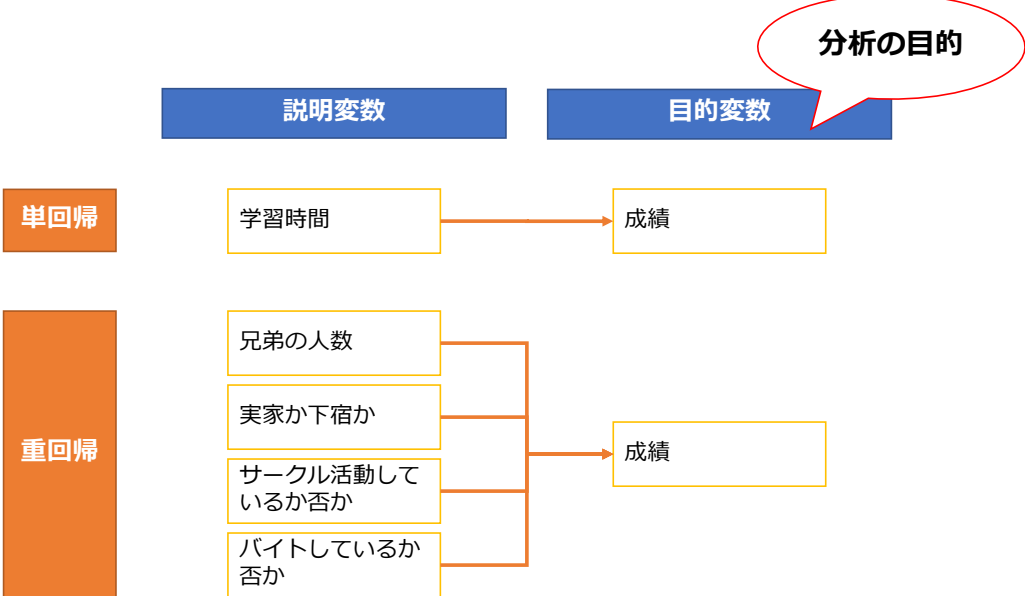 分析の目的
説明変数
目的変数
単回帰
学習時間
成績
重回帰
兄弟の人数
実家か下宿か
サークル活動して
いるか否か
バイトしているか
否か
成績